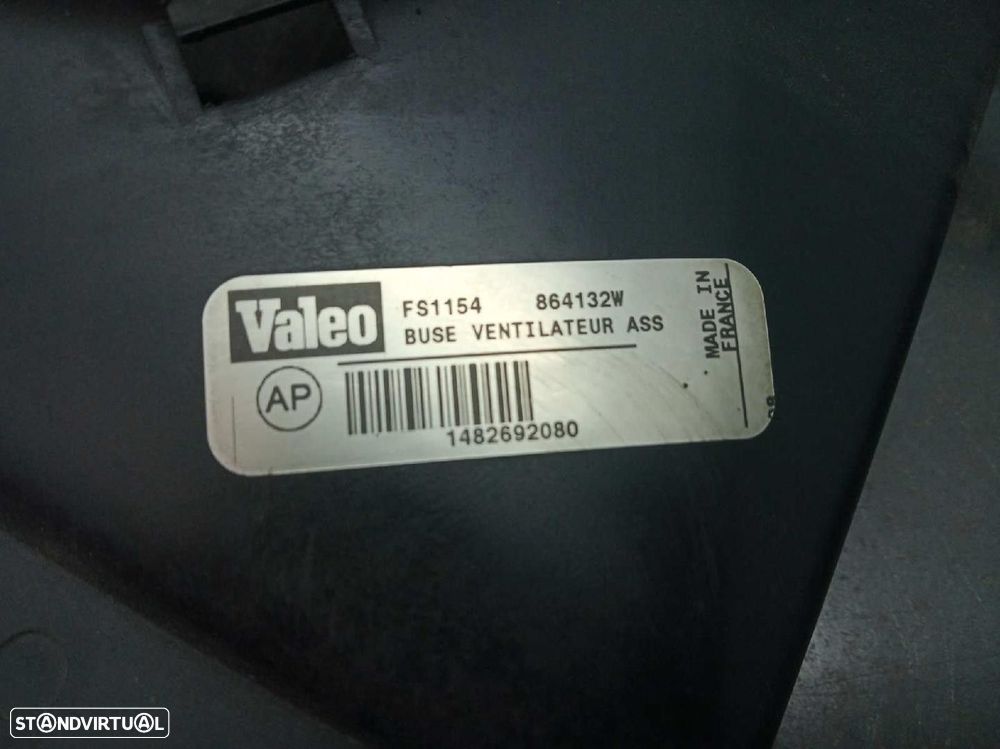 Valeo FS1154 864132W
BUSE VENTILATEUR ASS
MADE IN
FRANCE
AP
1482692080
STANDVIRTUAL